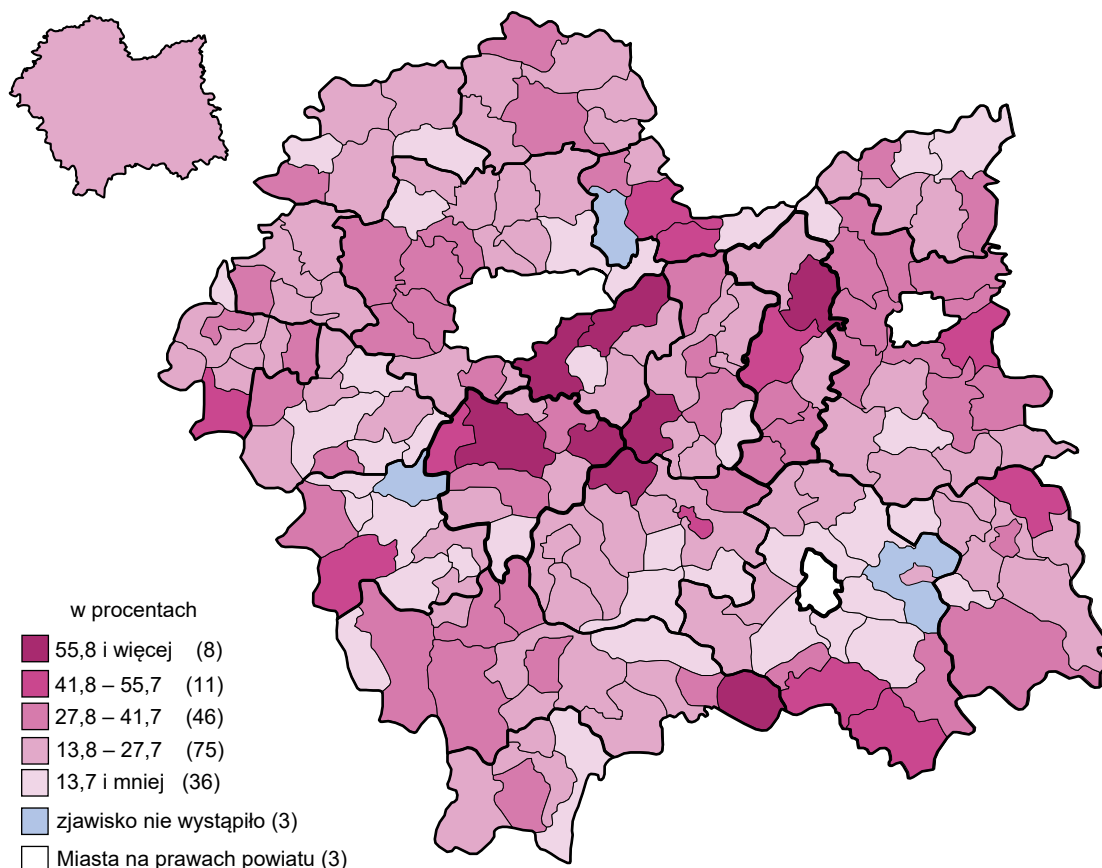 w procentach
55,8 i więcej (8)
41,8 – 55,7 (11)
27,8 – 41,7 (46)
13,8 – 27,7 (75)
13,7 i mniej (36)
zjawisko nie wystąpiło (3)
Miasta na prawach powiatu (3)